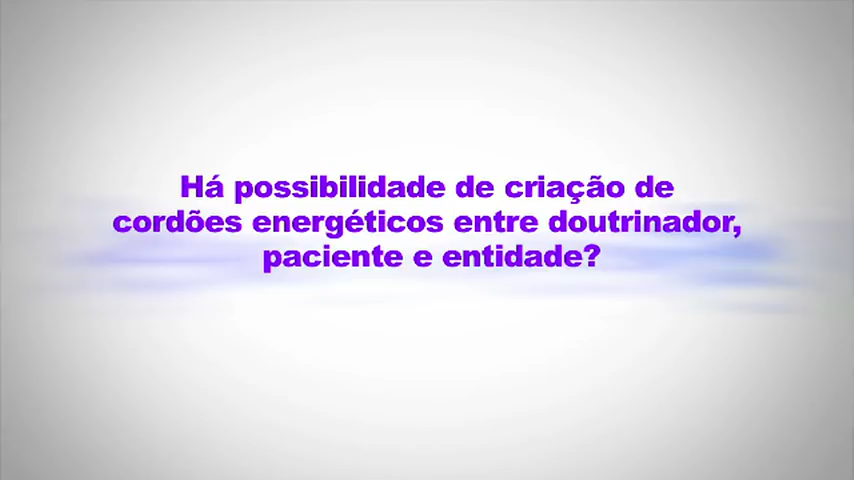 Há possibilidade de criação de
cordões energéticos entre doutrinador,
paciente e entidade?